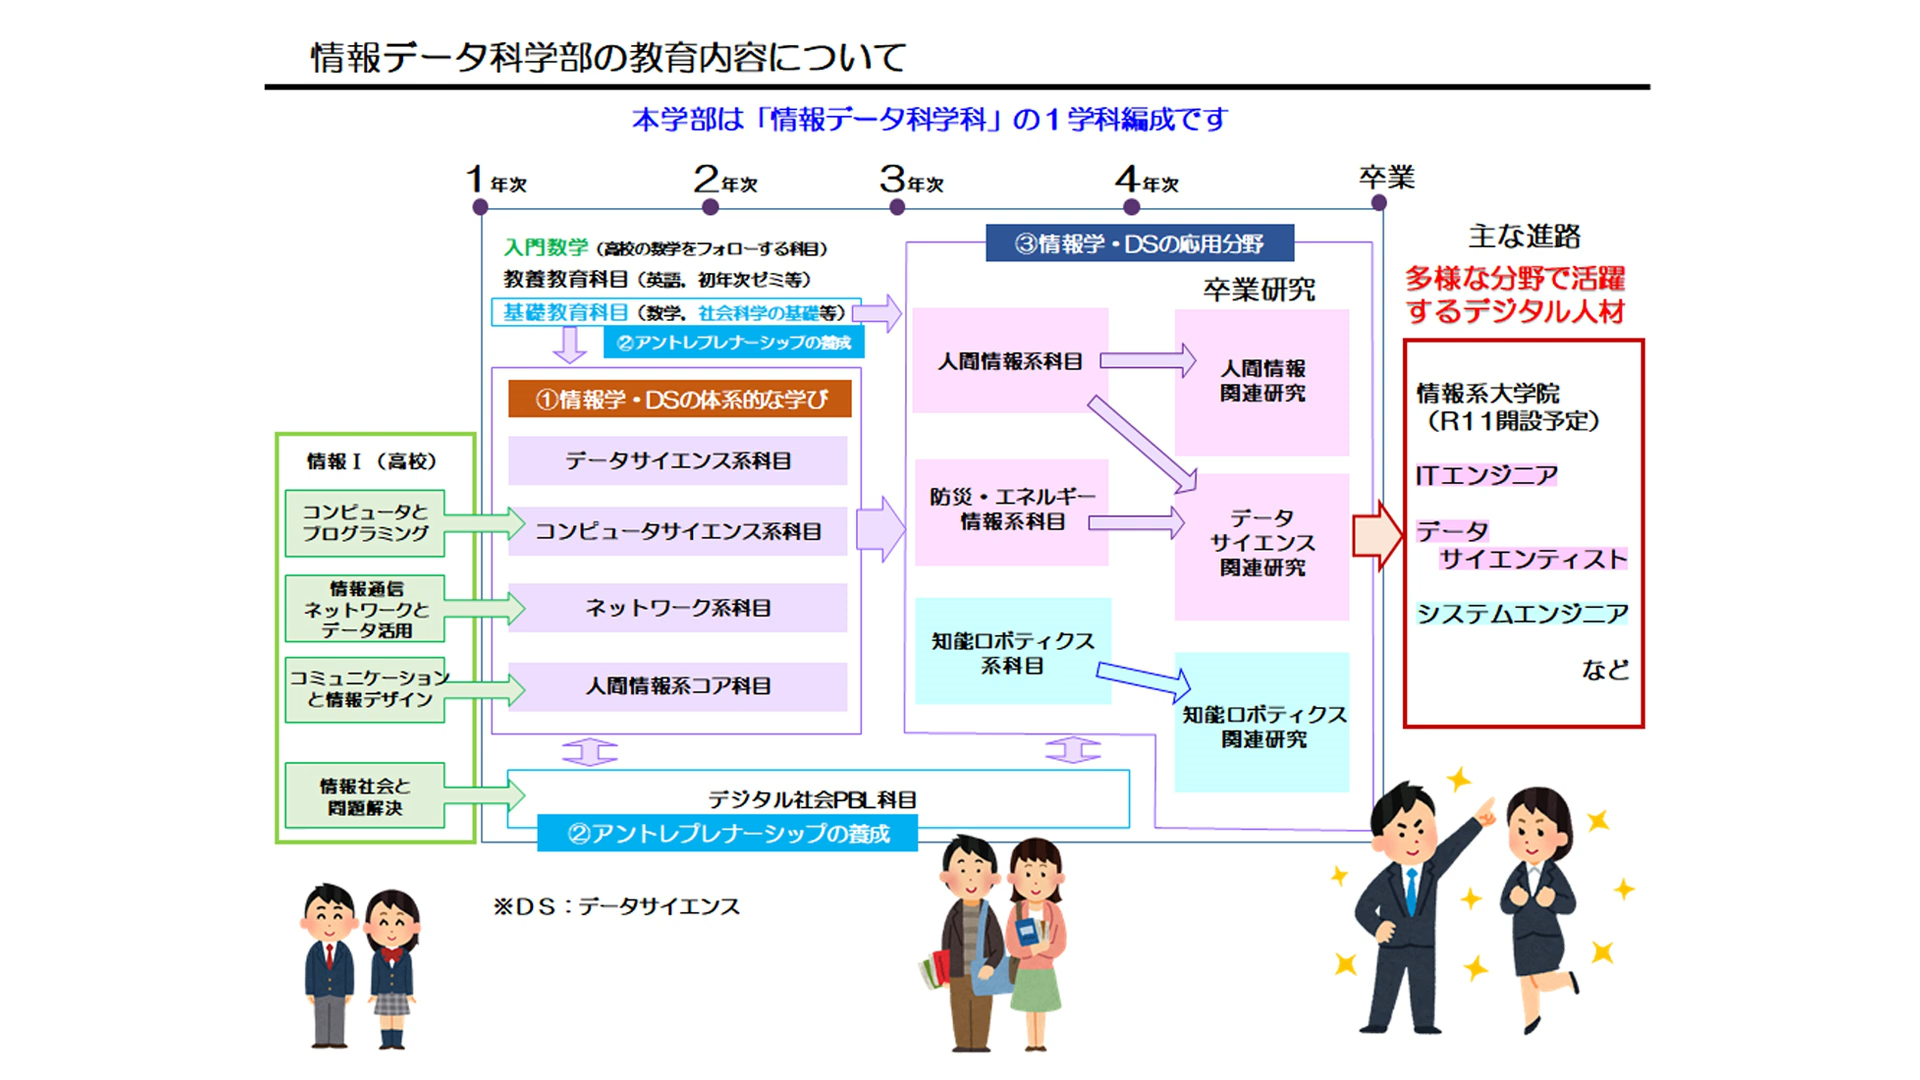 情報データ科学部の教育内容について
本学部は「情報データ科学科」の１学科編成です
1年次
2年次
3年次
4年次
卒業
入門数学（高校の数学をフォローする科目）
教養教育科目（英語，初年次ゼミ等）
基礎教育科目（数学，社会科学の基礎等）
②アントレプレナーシップの養成
①情報学・DSの体系的な学び
データサイエンス系科目
コンピュータサイエンス系科目
ネットワーク系科目
人間情報系コア科目
情報Ⅰ（高校）
コンピュータと
プログラミング
情報通信
ネットワークと
データ活用
コミュニケーション
と情報デザイン
情報社会と
問題解決
デジタル社会PBL科目
②アントレプレナーシップの養成
③情報学・DSの応用分野
卒業研究
人間情報系科目
防災・エネルギー
情報系科目
知能ロボティクス
系科目
人間情報
関連研究
データ
サイエンス
関連研究
知能ロボティクス
関連研究
主な進路
多様な分野で活躍
するデジタル人材
情報系大学院
（R11開設予定）
ITエンジニア
データ
サイエンティスト
システムエンジニア
など
※ＤＳ：データサイエンス